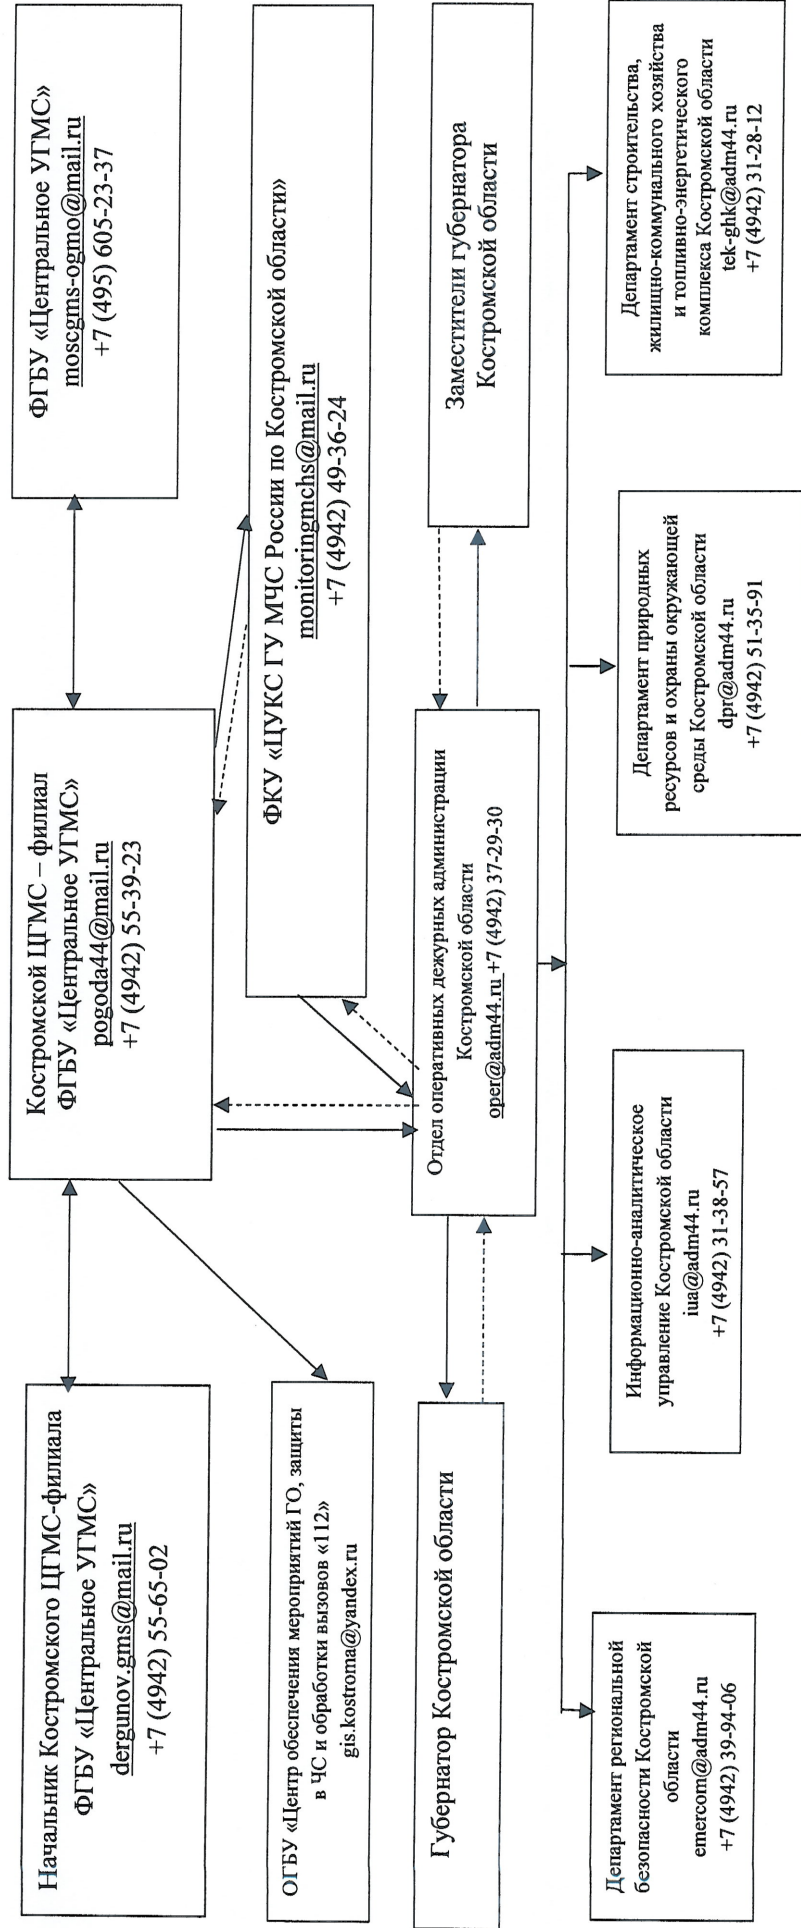 Начальник Костромского ЦГМС-филиала
ФГБУ «Центральное УГМС»
dergunov.gms@mail.ru
+7 (4942) 55-65-02
Костромской ЦГМС – филиал
ФГБУ «Центральное УГМС»
pogoda44@mail.ru
+7 (4942) 55-39-23
ФГБУ «Центральное УГМС»
moscgms-ogmo@mail.ru
+7 (495) 605-23-37
ОГБУ «Центр обеспечения мероприятий ГО, защиты
в ЧС и обработки вызовов «112»
gis.kostroma@yandex.ru
ФКУ «ЦУКС ГУ МЧС России по Костромской области»
monitoringmchs@mail.ru
+7 (4942) 49-36-24
Губернатор Костромской области
Отдел оперативных дежурных администрации
Костромской области
oper@adm44.ru +7 (4942) 37-29-30
Заместители губернатора
Костромской области
Департамент региональной
безопасности Костромской
области
emercom@adm44.ru
+7 (4942) 39-94-06
Информационно-аналитическое
управление Костромской области
iua@adm44.ru
+7 (4942) 31-38-57
Департамент природных
ресурсов и охраны окружающей
среды Костромской области
dpr@adm44.ru
+7 (4942) 51-35-91
Департамент строительства,
жилищно-коммунального хозяйства
и топливно-энергетического
комплекса Костромской области
tek-ghk@adm44.ru
+7 (4942) 31-28-12